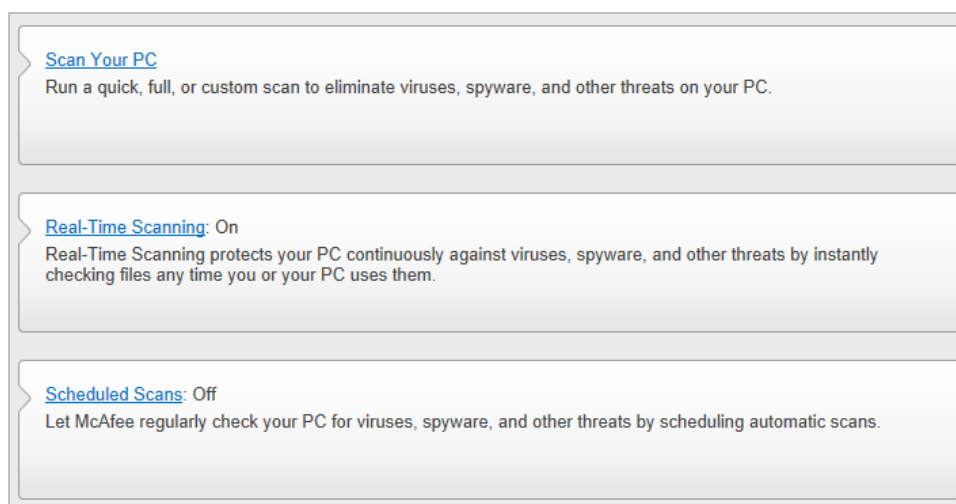 Scan Your PC
Run a quick, full, or custom scan to eliminate viruses, spyware, and other threats on your PC.
Real-Time Scanning: On
Real-Time Scanning protects your PC continuously against viruses, spyware, and other threats by instantly
checking files any time you or your PC uses them.
Scheduled Scans: Off
Let McAfee regularly check your PC for viruses, spyware, and other threats by scheduling automatic scans.